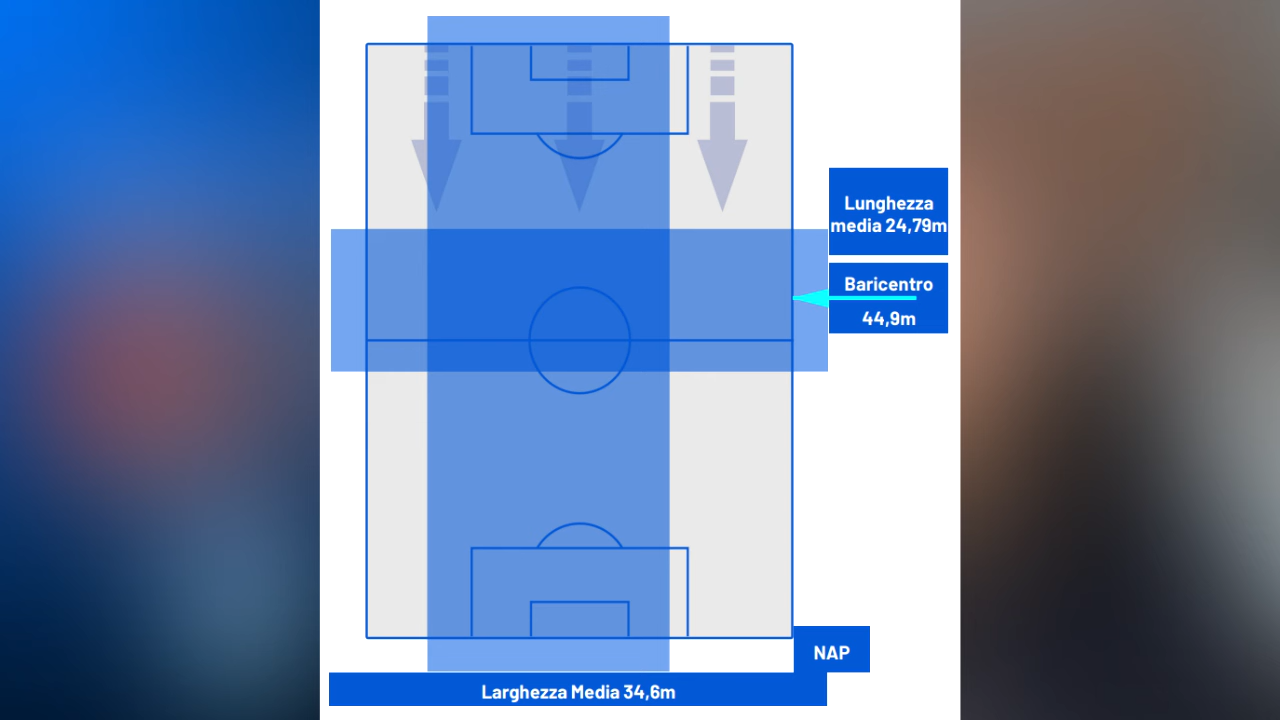 Lunghezza
media 24,79m
Baricentro
44,9m
NAP
Larghezza Media 34,6m